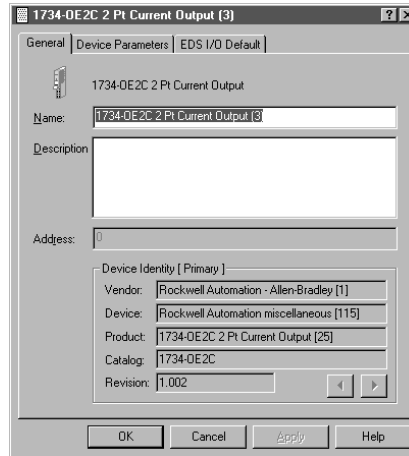 1734-OE2C 2 Pt Current Output (3)
General Device Parameters EDS I/O Default
1734-OE2C 2 Pt Current Output
Name: 1734-OE2C 2 Pt Current Output (3)
Description
Address: 0
Device Identity [ Primary ]
Vendor: Rockwell Automation - Allen-Bradley [1]
Device: Rockwell Automation miscellaneous [115]
Product: 1734-OE2C 2 Pt Current Output [25]
Catalog: 1734-OE2C
Revision: 1.002
OK Cancel Apply Help